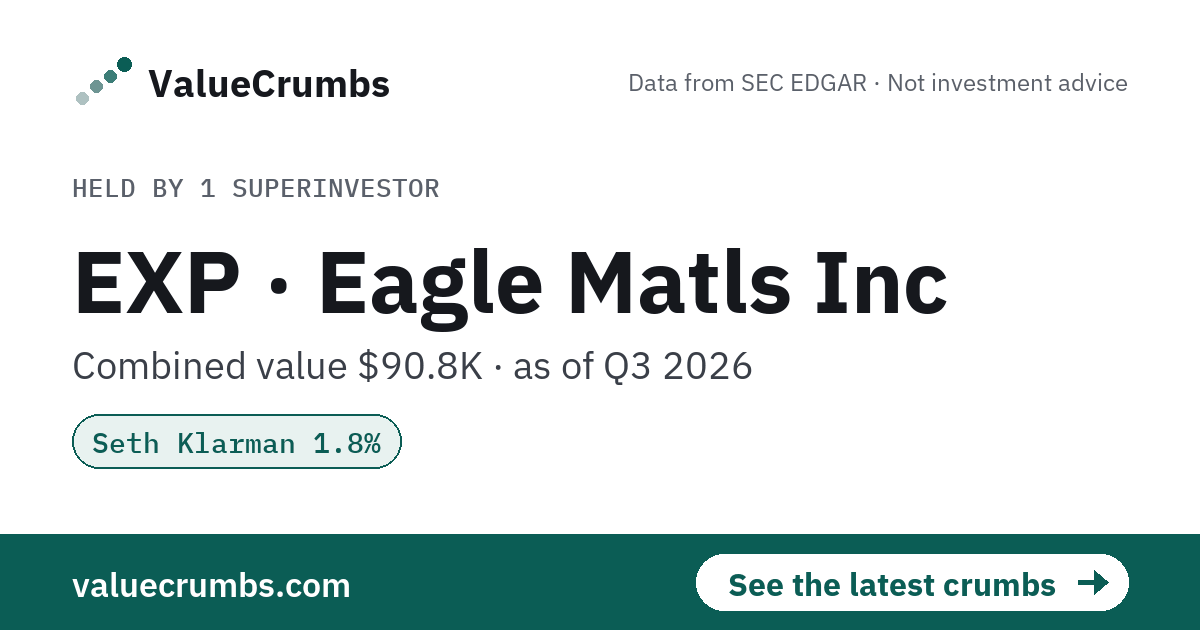 ValueCrumbs
Data from SEC EDGAR · Not investment advice
HELD BY 1 SUPERINVESTOR
EXP · Eagle Matls Inc
Combined value $90.8K · as of Q3 2026
Seth Klarman 1.8%
valuecrumbs.com
See the latest crumbs →